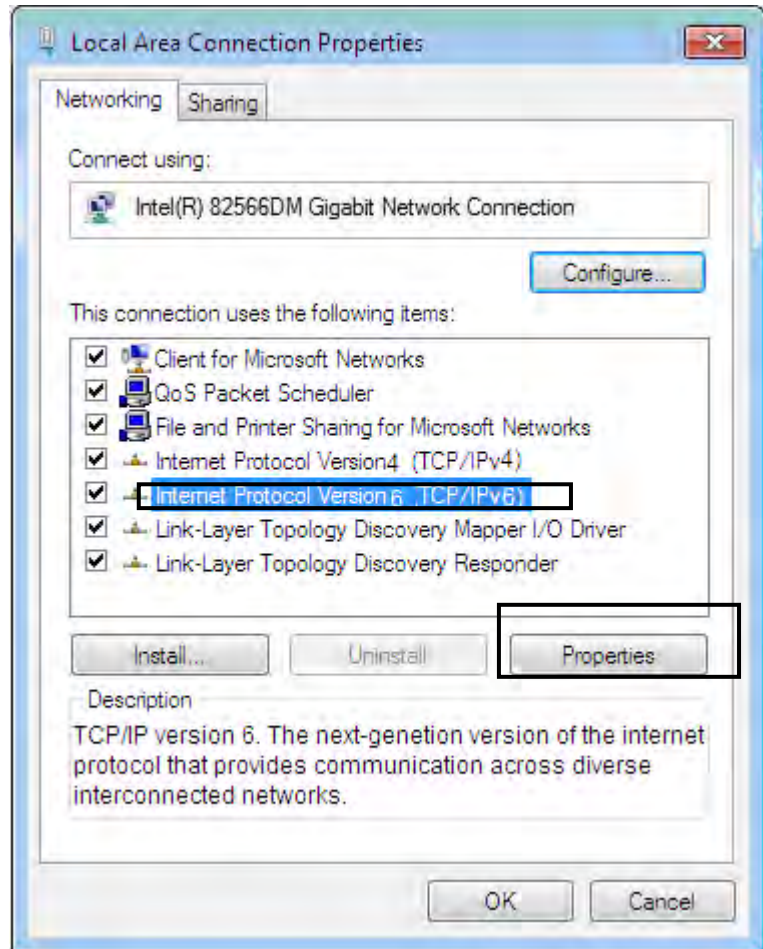 Local Area Connection Properties
Networking
Sharing
Connect using:
Intel(R) 82566DM Gigabit Network Connection
Configure...
This connection uses the following items:
Client for Microsoft Networks
QoS Packet Scheduler
File and Printer Sharing for Microsoft Networks
Internet Protocol Version4 (TCP/IPv4)
Internet Protocol Version 6 .TCP/IPv6)
Link-Layer Topology Discovery Mapper I/O Driver
Link-Layer Topology Discovery Responder
Install...
Uninstall
Properties
Description
TCP/IP version 6. The next-genetion version of the internet
protocol that provides communication across diverse
interconnected networks.
OK
Cancel